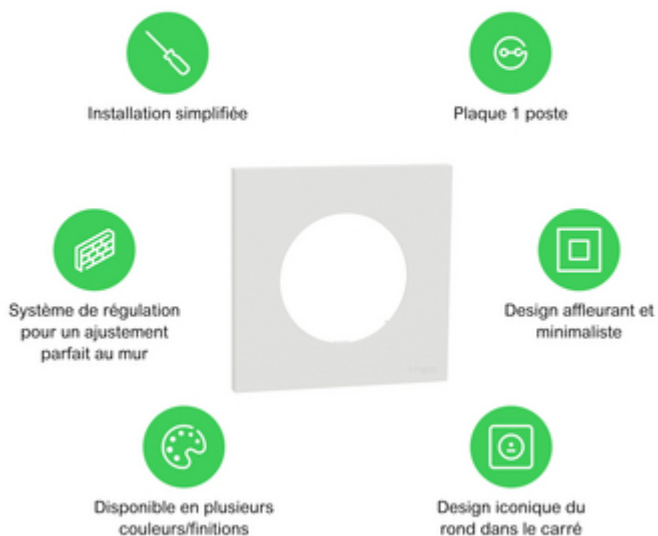 Installation simplifiée
Plaque 1 poste
Système de régulation
pour un ajustement
parfait au mur
Design affleurant et
minimaliste
Disponible en plusieurs
couleurs/finitions
Design iconique du
rond dans le carré